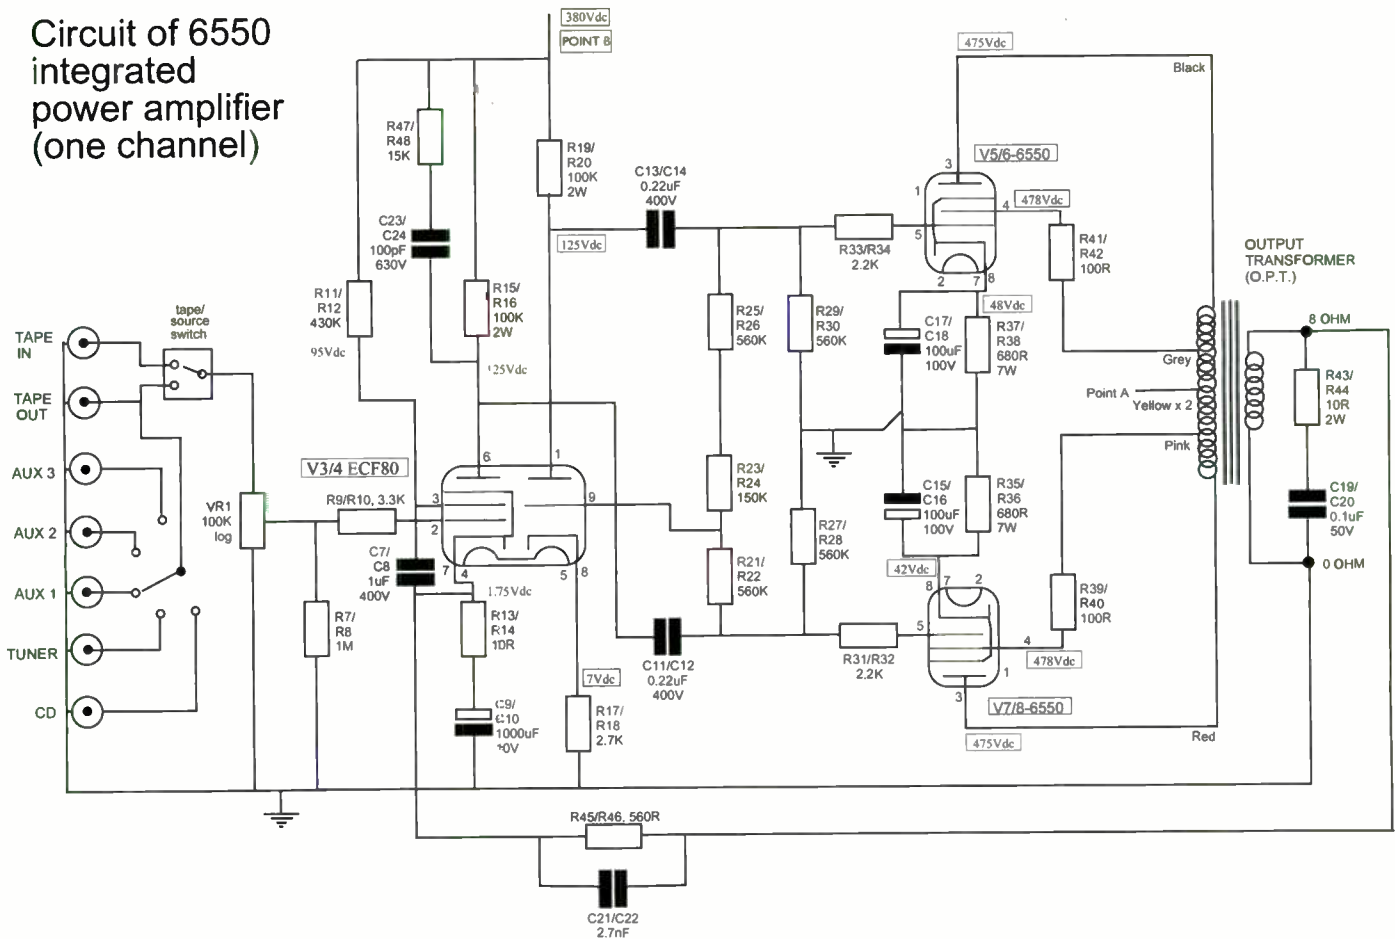 Circuit of 6550
integrated
power amplifier
(one channel)
380Vdc
POINT B
475Vdc
Black
R47/
R48
15K
R19/
R20
100K
2W
C13/C14
0.22uF
400V
V5/6-6550
3
1
4
5
2
7
8
478Vdc
C23/
C24
100pF
630V
125Vdc
R33/R34
2.2K
R41/
R42
100R
OUTPUT
TRANSFORMER
(O.P.T.)
R11/
R12
430K
R15/
R16
100K
2W
R25/
R26
560K
R29/
R30
560K
48Vdc
C17/
C18
100uF
100V
R37/
R38
680R
7W
8 OHM
tape/
source
switch
TAPE
IN
TAPE
OUT
AUX 3
AUX 2
AUX 1
TUNER
CD
95Vdc
125Vdc
Grey
Point A
Yellow x 2
Pink
R43/
R44
10R
2W
V3/4 ECF80
6
1
3
2
9
7
4
5
8
R9/R10, 3.3K
VR1
100K
log
R23/
R24
150K
C15/
C16
100uF
100V
R35/
R36
680R
7W
C19/
C20
0.1uF
50V
R27/
R28
560K
C7/
C8
1uF
400V
R21/
R22
560K
42Vdc
0 OHM
1.75Vdc
R7/
R8
1M
R13/
R14
10R
8
7
2
5
4
1
3
R39/
R40
100R
R31/R32
2.2K
478Vdc
C11/C12
0.22uF
400V
7Vdc
V7/8-6550
C9/
C10
1000uF
R17/
R18
2.7K
475Vdc
Red
R45/R46, 560R
C21/C22
2.7nF